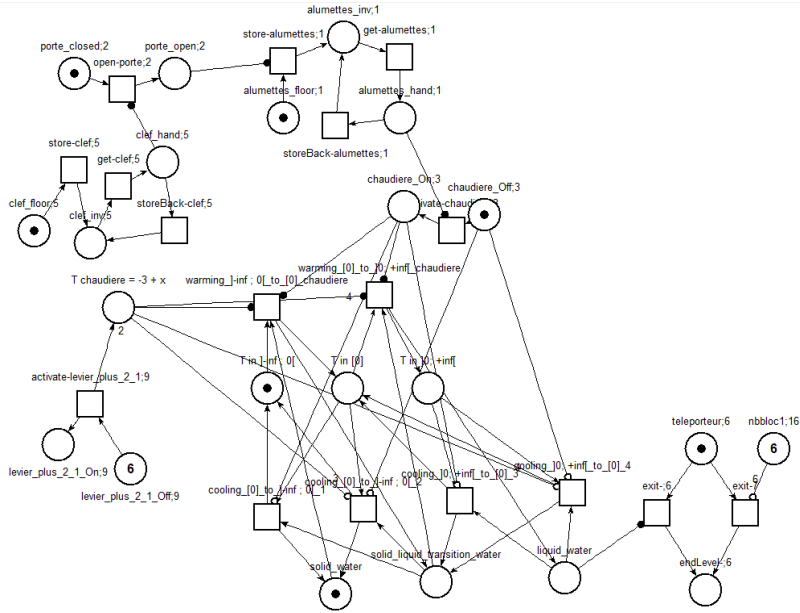 alumettes_inv;1
porte_closed;2
porte_open;2
store-alumettes;1
get-alumettes;1
open-porte;2
alumettes_floor;1
alumettes_hand;1
clef_hand;5
store-clef;5
get-clef;5
storeBack-alumettes;1
chaudiere_On;3
chaudiere_Off;3
clef_floor;5
clef_inv;5
storeBack-clef;5
T chaudiere = -3 + x
warming_]-inf ; 0[_to_[0]_chaudiere
warming_[0]_to_]0; +inf[_chaudiere
4
2
T in ]-inf ; 0[
T in [0]
T in ]0; +inf[
activate-levier_plus_2_1;9
teleporteur;6
nbbloc1;16
6
levier_plus_2_1_On;9
6
levier_plus_2_1_Off;9
cooling_[0]_to_]-inf ; 0[_1
cooling_[0]_to_]-inf ; 0[_2
cooling_]0; +inf[_to_[0]_3
cooling_]0; +inf[_to_[0]_4
exit-;6
6
solid_water
solid_liquid_transition_water
liquid_water
endLevel-;6